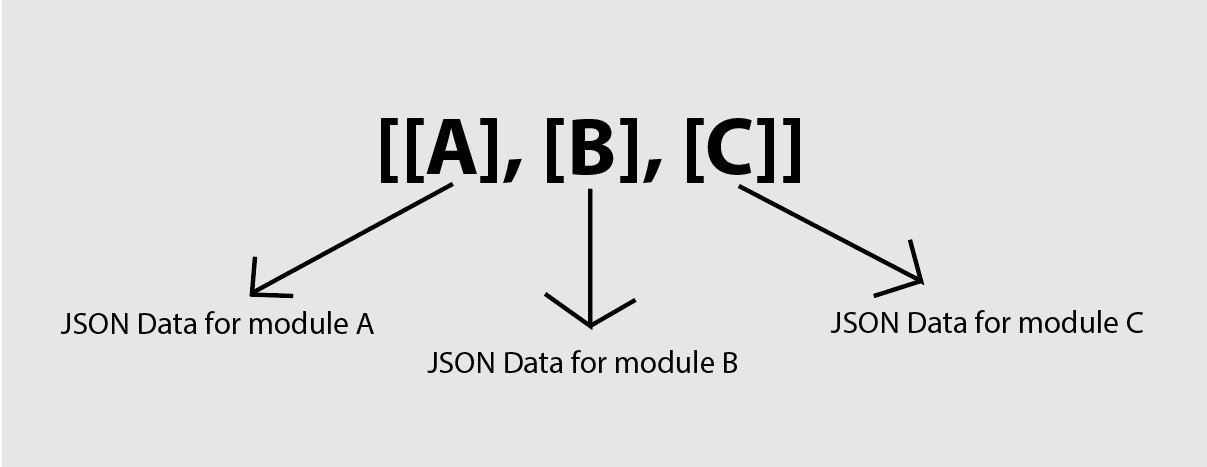 [[A], [B], [C]]
JSON Data for module A
JSON Data for module B
JSON Data for module C